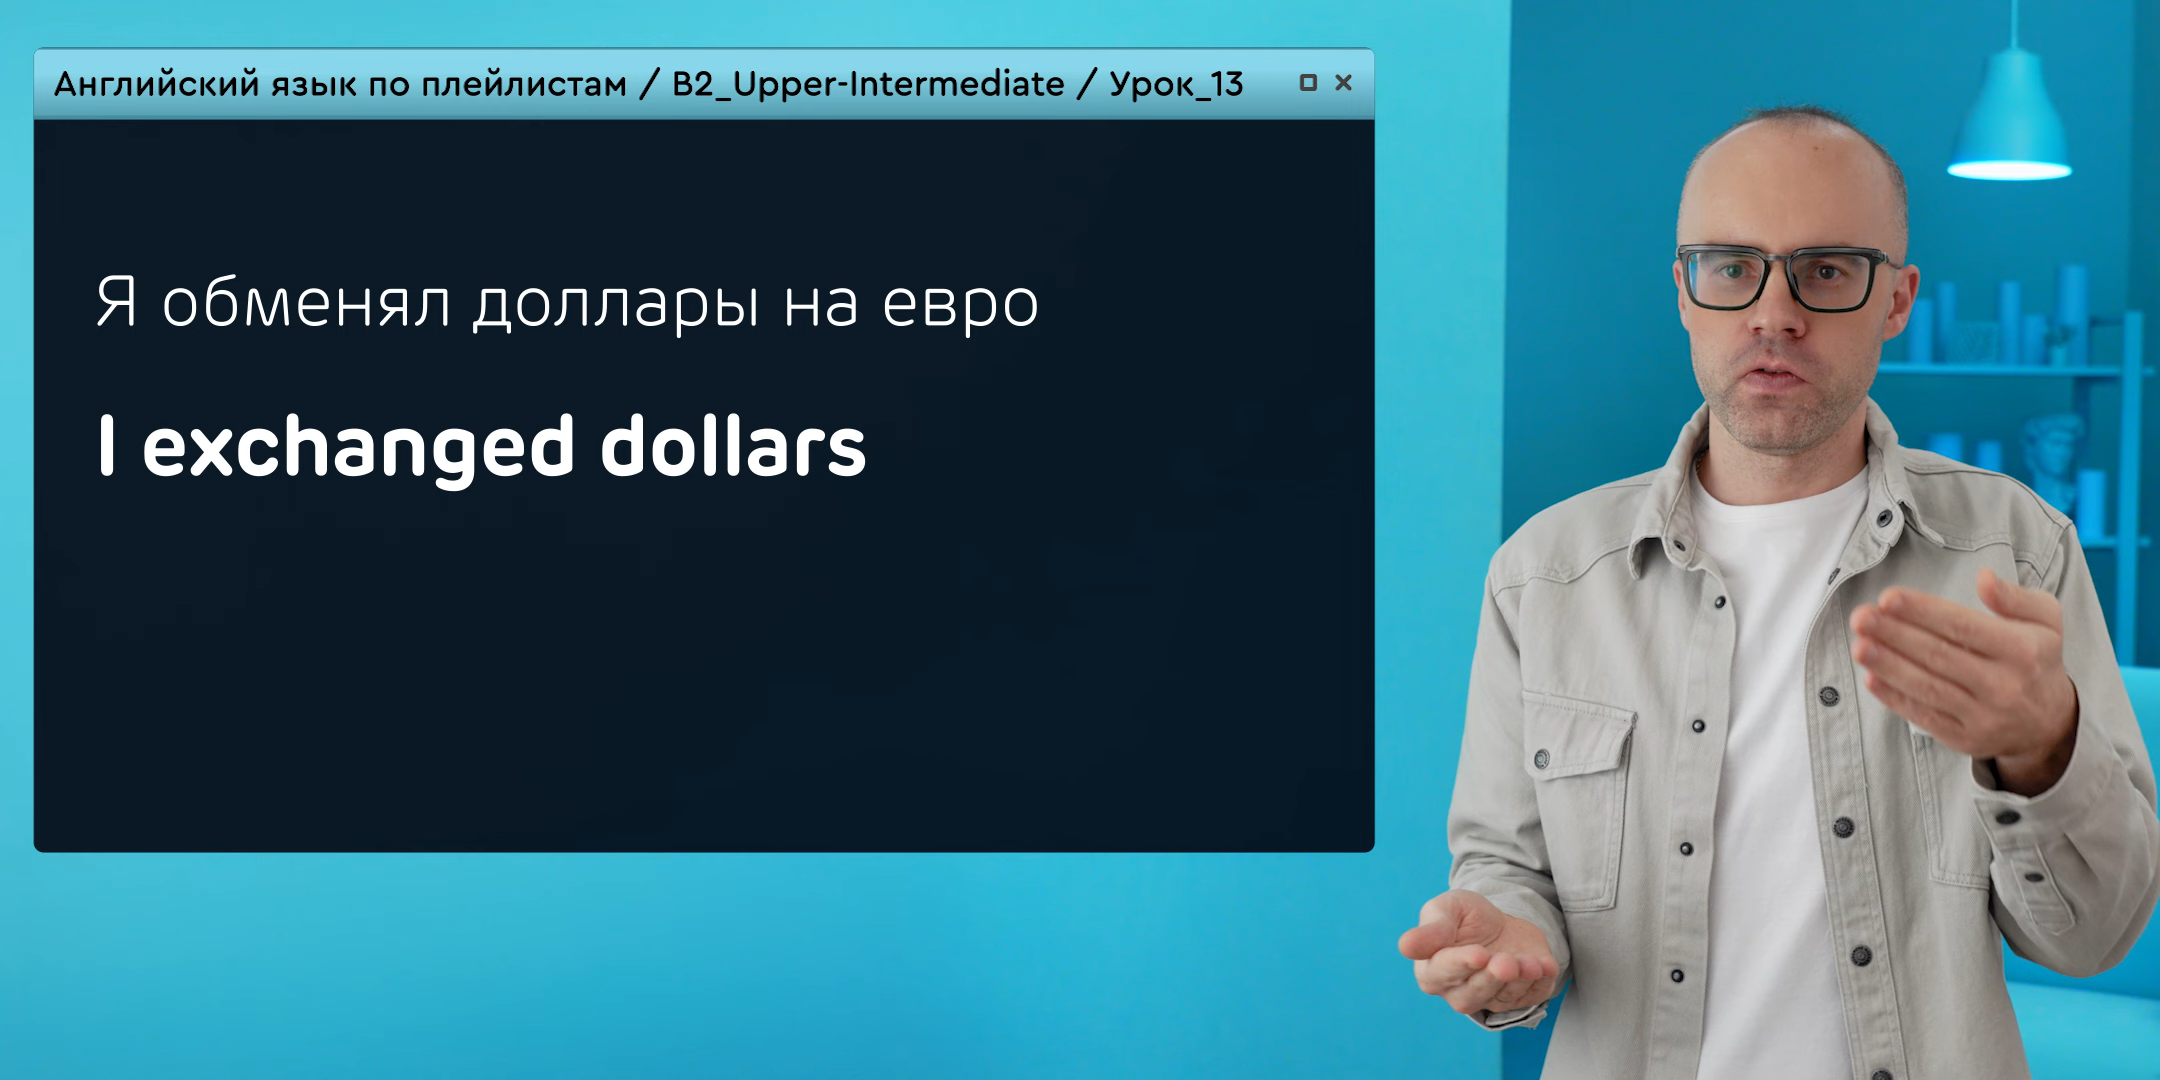 Английский язык по плейлистам / B2_Upper-Intermediate / Урок_13
Я обменял доллары на евро
I exchanged dollars